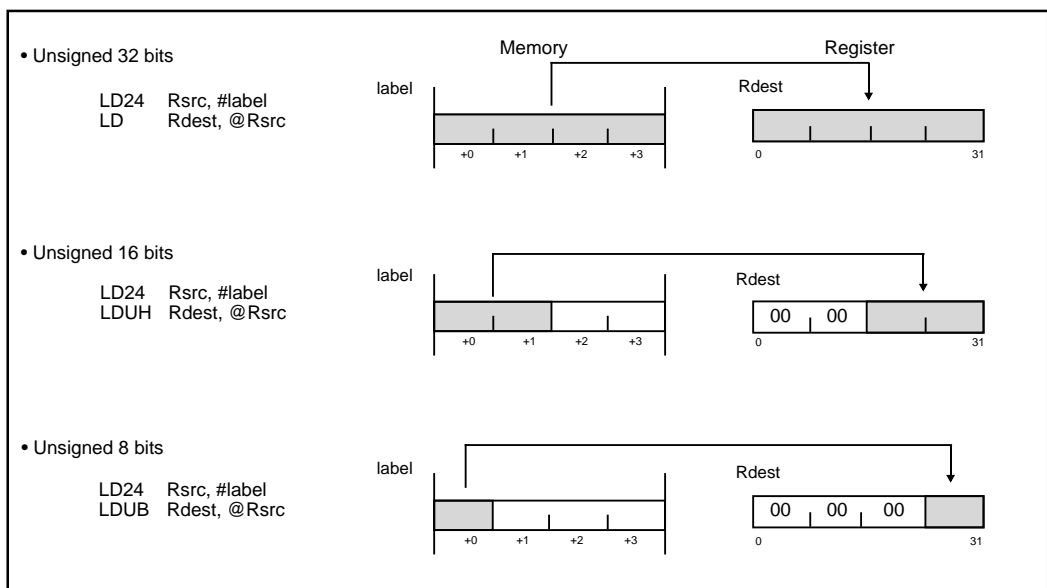 • Unsigned 32 bits
Memory Register
LD24 Rsrc, #label
LD Rdest, @Rsrc
label
Rdest
+0 +1 +2 +3
0 31
• Unsigned 16 bits
LD24 Rsrc, #label
LDUH Rdest, @Rsrc
label
Rdest
00 00
+0 +1 +2 +3
0 31
• Unsigned 8 bits
LD24 Rsrc, #label
LDUB Rdest, @Rsrc
label
Rdest
00 00 00
+0 +1 +2 +3
0 31